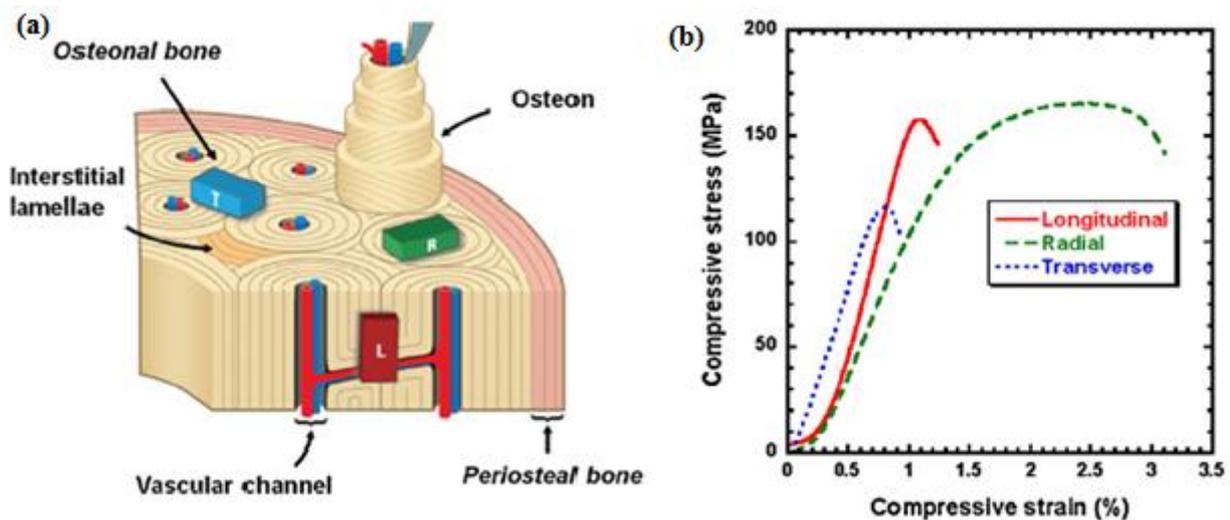 (a)
Osteonal bone
Osteon
Interstitial
lamellae
T
R
L
Vascular channel
Periosteal bone
(b)
Compressive stress (MPa)
200
150
100
50
0
Longitudinal
Radial
Transverse
0 0.5 1 1.5 2 2.5 3 3.5
Compressive strain (%)